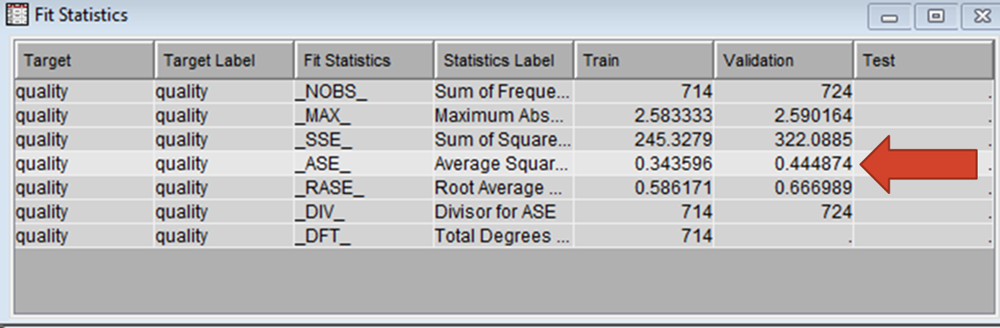 Fit Statistics
Target Target Label Fit Statistics Statistics Label Train Validation Test
quality quality _NOBS_ Sum of Freque... 714 724 .
quality quality _MAX_ Maximum Abs... 2.583333 2.590164 .
quality quality _SSE_ Sum of Square... 245.3279 322.0885 .
quality quality _ASE_ Average Squar... 0.343596 0.444874 .
quality quality _RASE_ Root Average ... 0.586171 0.666989 .
quality quality _DIV_ Divisor for ASE 714 724 .
quality quality _DFT_ Total Degrees ... 714 . .